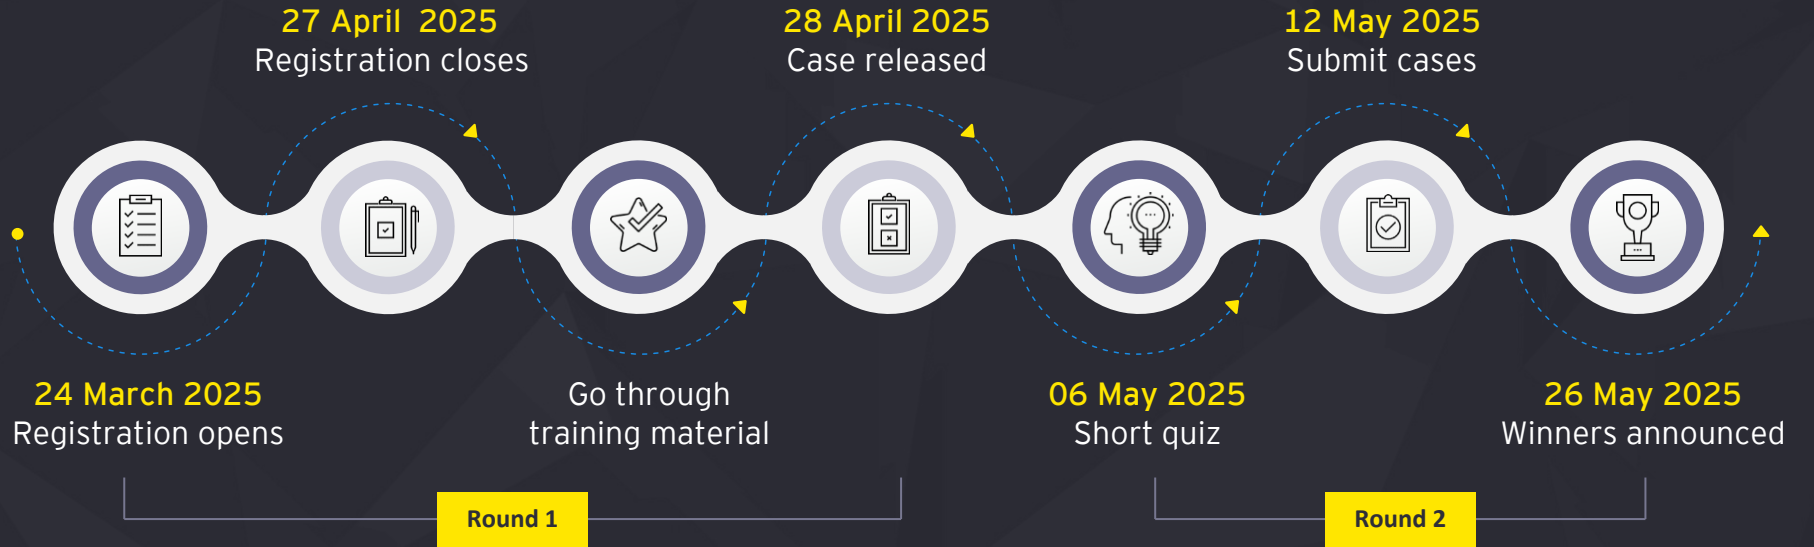 27 April  2025
Registration closes
28 April 2025
Case released
12 May 2025
Submit cases
24 March 2025
Registration opens
Go through
training material
06 May 2025
Short quiz
26 May 2025
Winners announced
Round 1
Round 2